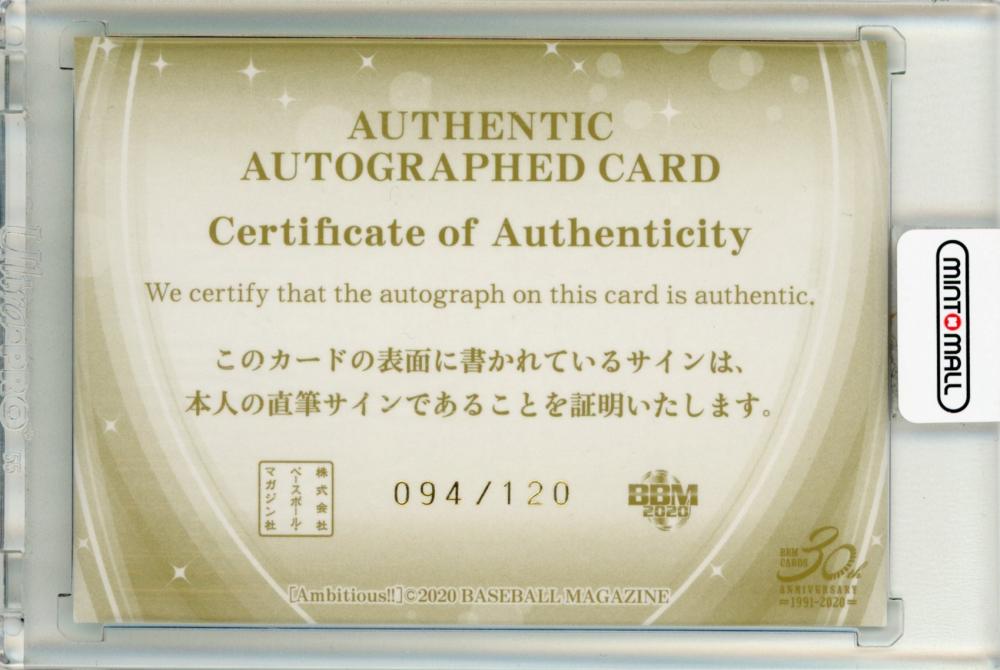 AUTHENTIC
AUTOGRAPHED CARD
Certificate of Authenticity
We certify that the autograph on this card is authentic.
このカードの表面に書かれているサインは、
本人の直筆サインであることを証明いたします。
株式会社
ベースボール・
マガジン社
094/120
BBM
2020
BBM
CARDS
30th
ANNIVERSARY
=1991-2020=
[Ambitious!!]©2020 BASEBALL MAGAZINE
MINT MALL
Ultra PRO